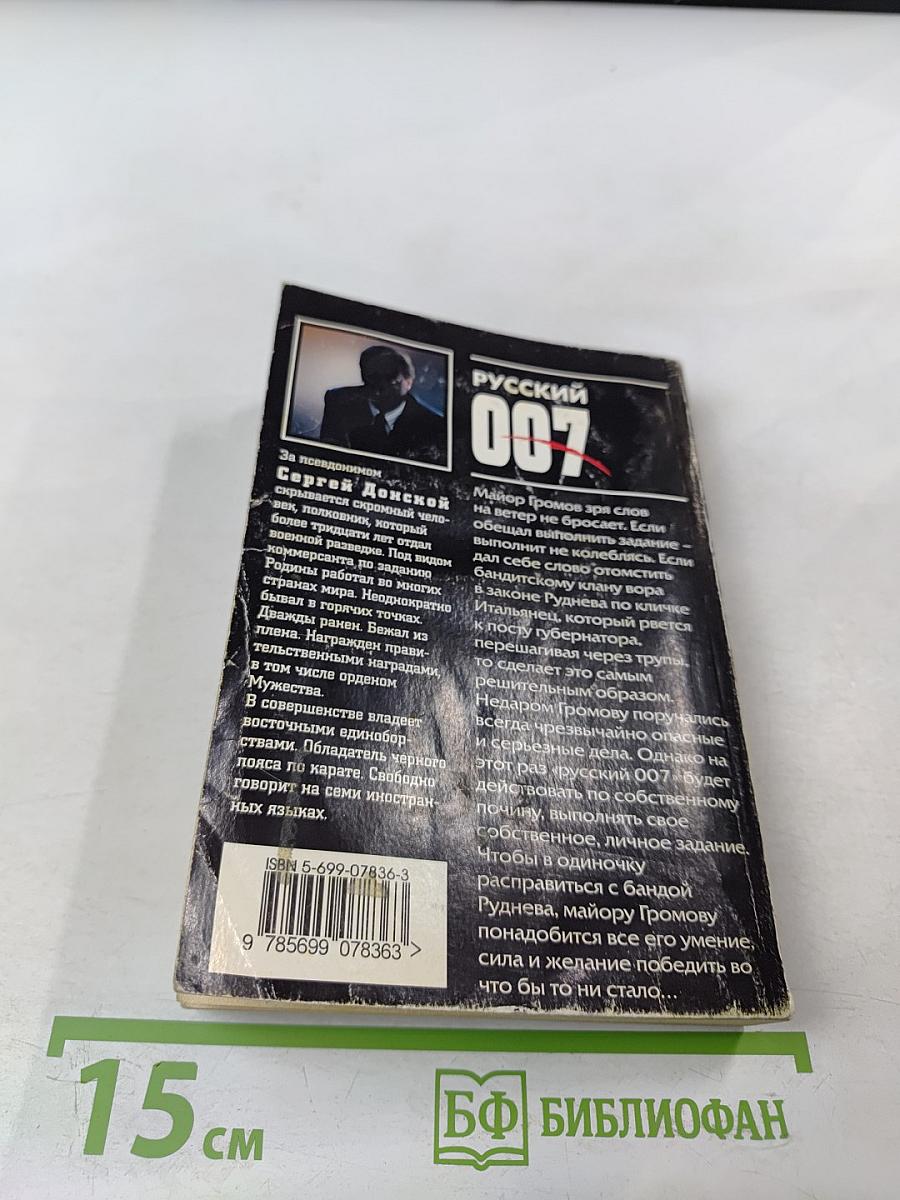 За псевдонимом
Сергей Донской
скрывается скромный чело-
век, полковник, который
более тридцати лет отдал
военной разведке. Под видом
коммерсанта по заданию
Родины работал во многих
странах мира. Неоднократно
бывал в горячих точках.
Дважды ранен. Бежал из
плена. Награжден прави-
тельственными наградами,
в том числе орденом
Мужества.
В совершенстве владеет
восточными единобор-
ствами. Обладатель черного
пояса по карате. Свободно
говорит на семи иностран-
ных языках.
ISBN 5-699-07836-3
9 785699 078363 >
РУССКИЙ
007
Майор Громов зря слов
на ветер не бросает. Если
обещал выполнить задание –
выполнит не колеблясь. Если
дал себе слово отомстить
бандитскому клану вора
в законе Руднева по кличке
Итальянец, который рвется
к посту губернатора,
перешагивая через трупы,
то сделает это самым
решительным образом.
Недаром Громову поручались
всегда чрезвычайно опасные
и серьезные дела. Однако на
этот раз «русский 007» будет
действовать по собственному
почину, выполнять свое
собственное, личное задание.
Чтобы в одиночку
расправиться с бандой
Руднева, майору Громову
понадобится все его умение,
сила и желание победить во
что бы то ни стало...
15 см
БФ БИБЛИОФАН